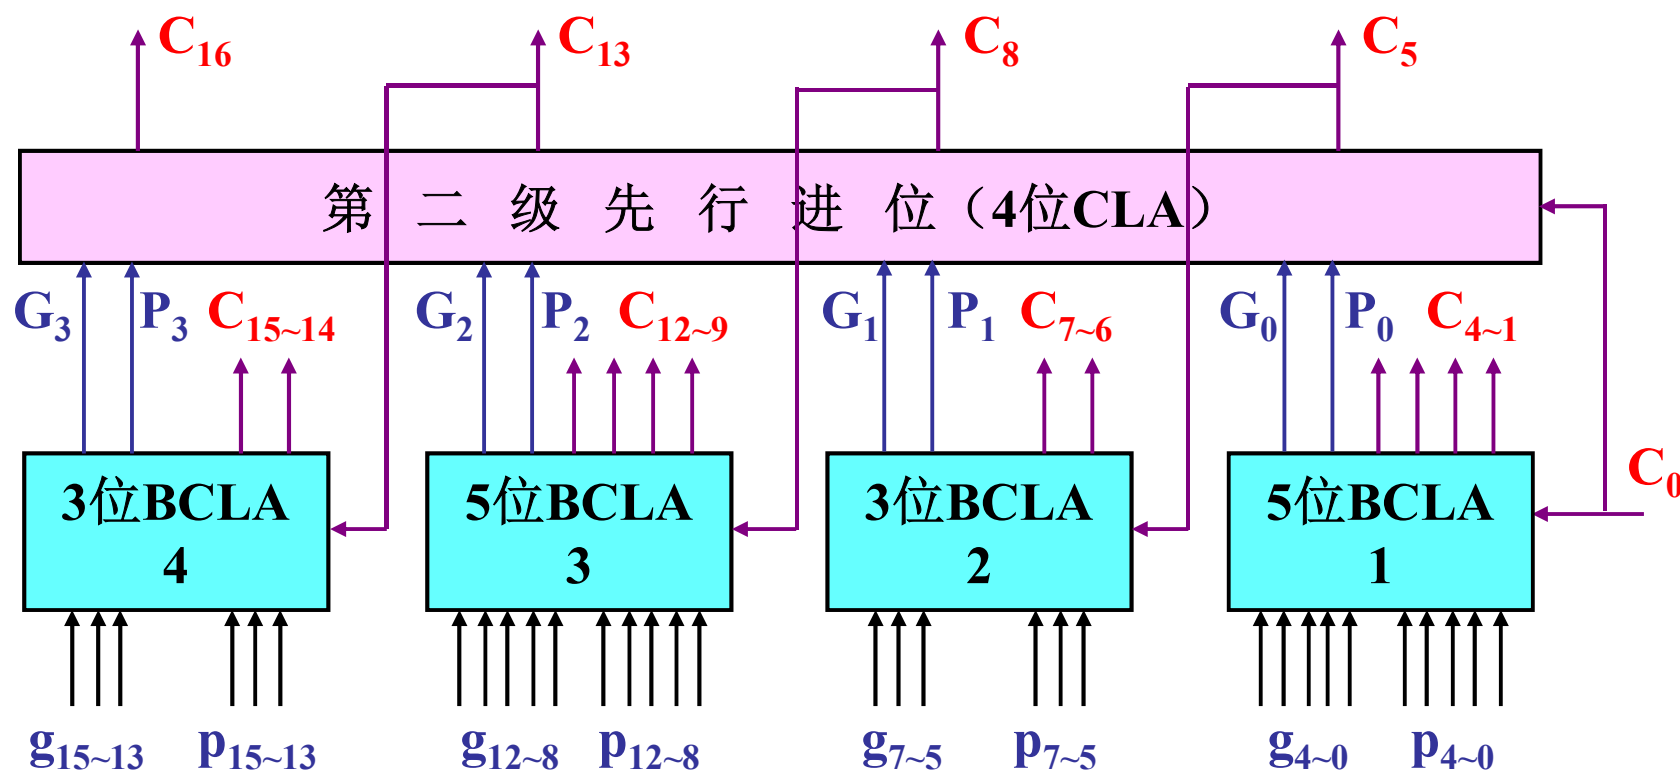 C16 C13 C8 C5
第二级先行进位（4位CLA）
G3 P3 C15~14 G2 P2 C12~9 G1 P1 C7~6 G0 P0 C4~1
C0
3位BCLA
4
5位BCLA
3
3位BCLA
2
5位BCLA
1
g15~13 p15~13 g12~8 p12~8 g7~5 p7~5 g4~0 p4~0